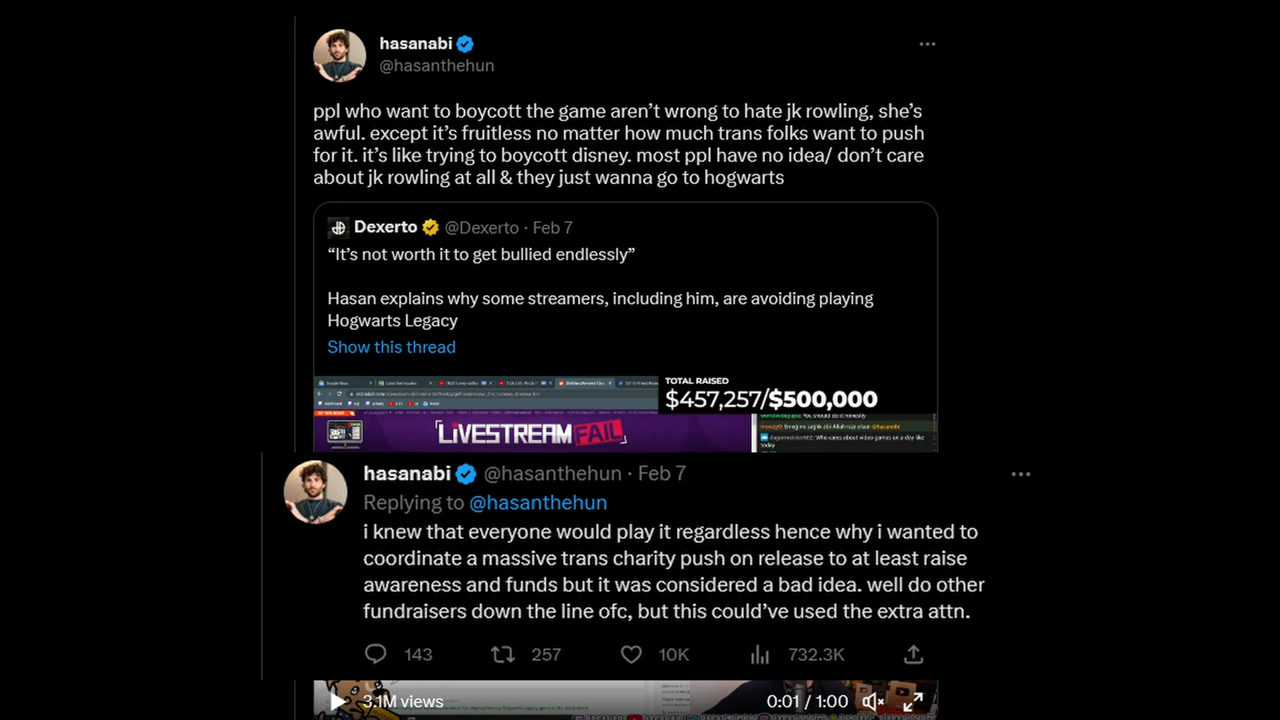 hasanabi
@hasanthehun
ppl who want to boycott the game aren’t wrong to hate jk rowling, she’s
awful. except it’s fruitless no matter how much trans folks want to push
for it. it’s like trying to boycott disney. most ppl have no idea/ don’t care
about jk rowling at all & they just wanna go to hogwarts
Dexerto @Dexerto · Feb 7
“It’s not worth it to get bullied endlessly”
Hasan explains why some streamers, including him, are avoiding playing
Hogwarts Legacy
Show this thread
TOTAL RAISED
$457,257/$500,000
LIVESTREAM FAIL
hasanabi @hasanthehun · Feb 7
Replying to @hasanthehun
i knew that everyone would play it regardless hence why i wanted to
coordinate a massive trans charity push on release to at least raise
awareness and funds but it was considered a bad idea. well do other
fundraisers down the line ofc, but this could’ve used the extra attn.
143 257 10K 732.3K
3.1M views 0:01 / 1:00